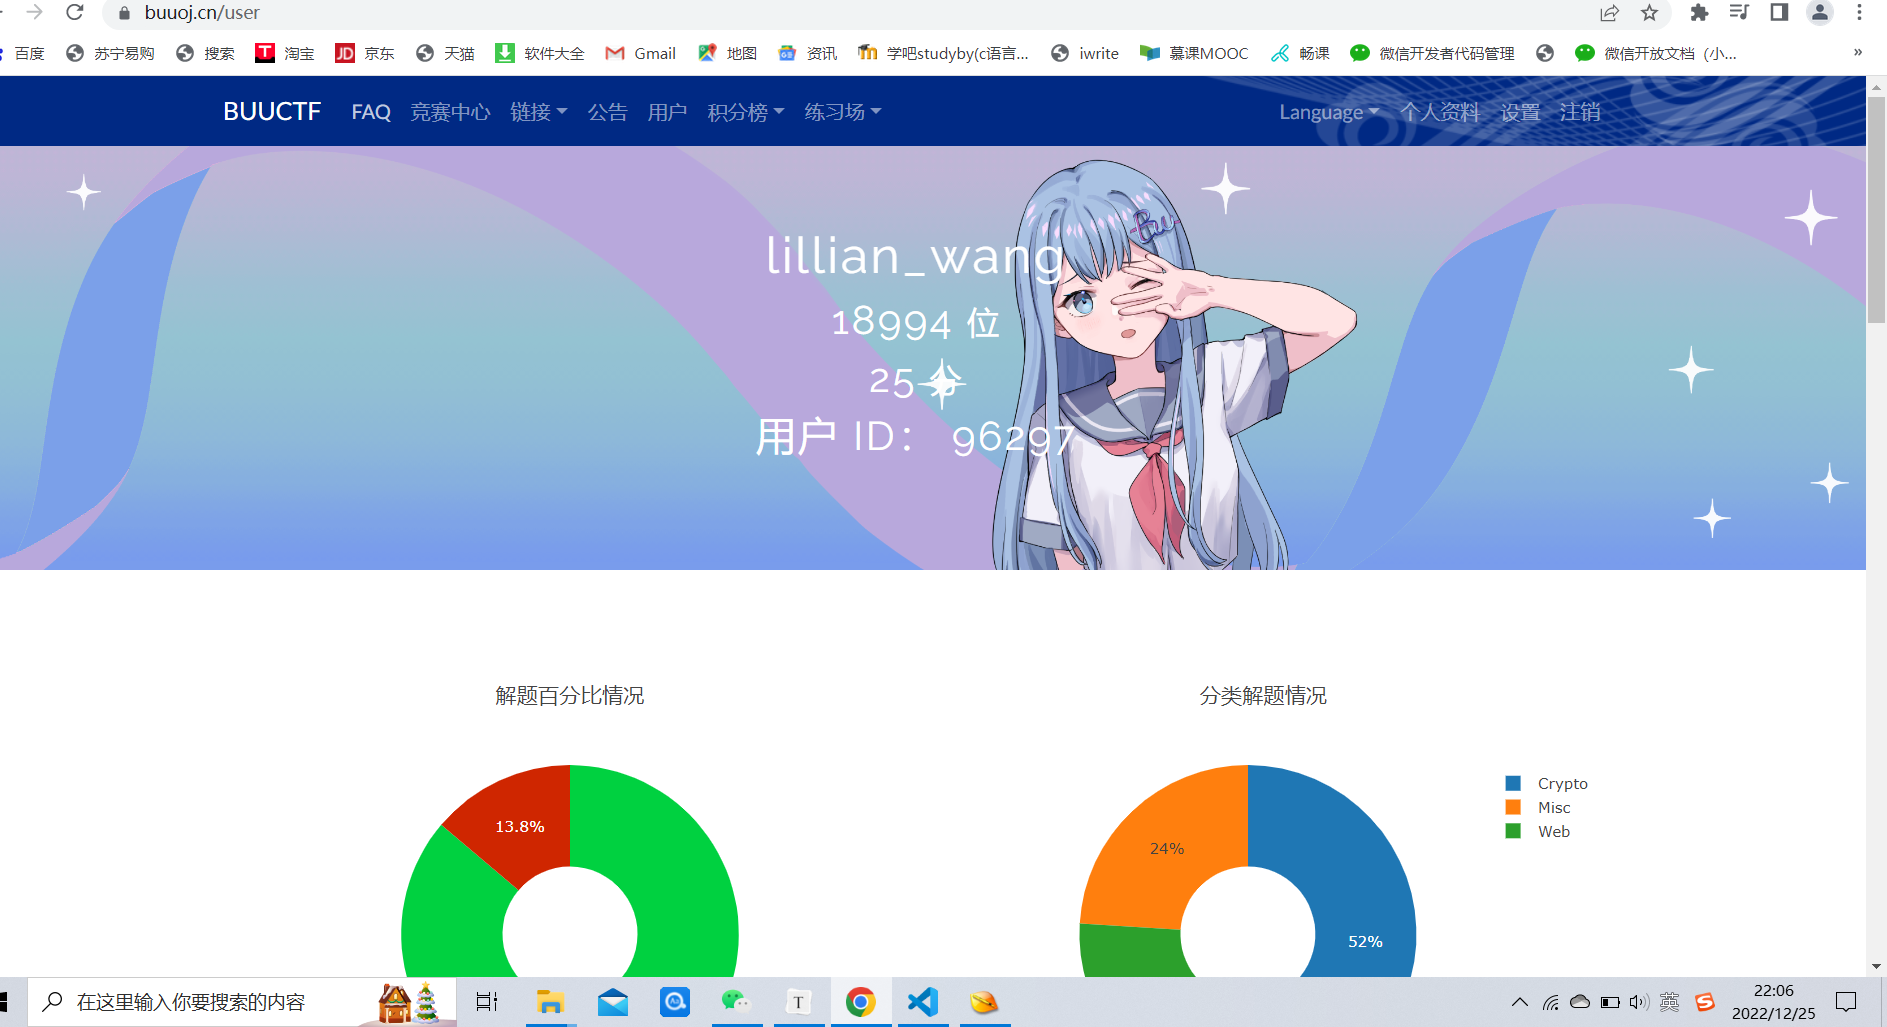 buuoj.cn/user
百度 苏宁易购 搜索 淘宝 京东 天猫 软件大全 Gmail 地图 资讯 学吧studyby(c语言... iwrite 慕课MOOC 畅课 微信开发者代码管理 微信开放文档（小... »
BUUCTF FAQ 竞赛中心 链接 公告 用户 积分榜 练习场 Language 个人资料 设置 注销
Bu
lillian_wang
18994 位
25 分
用户 ID： 96297
解题百分比情况 分类解题情况
13.8%
24%
52%
Crypto
Misc
Web
在这里输入你要搜索的内容
英
22:06
2022/12/25